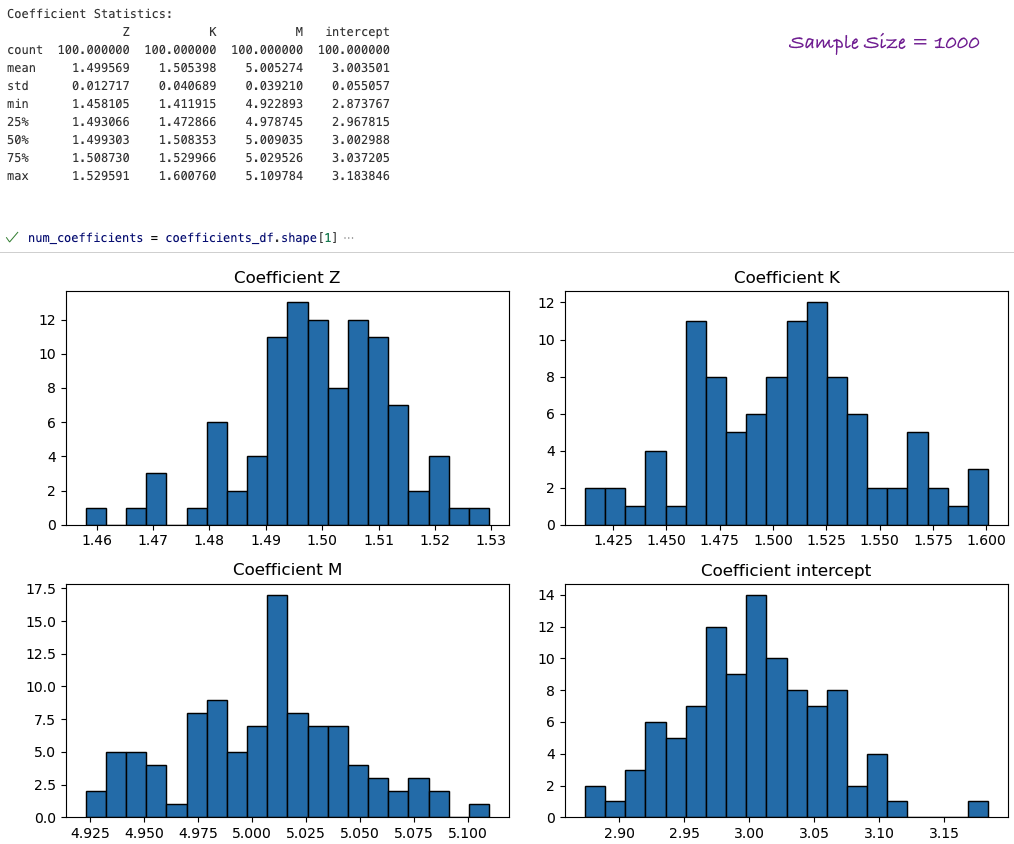 Coefficient Statistics:
Z K M intercept
Sample Size = 1000
count 100.000000 100.000000 100.000000 100.000000
mean 1.499569 1.505398 5.005274 3.003501
std 0.012717 0.040689 0.039210 0.055057
min 1.458105 1.411915 4.922893 2.873767
25% 1.493066 1.472866 4.978745 2.967815
50% 1.499303 1.508353 5.009035 3.002988
75% 1.508730 1.529966 5.029526 3.037205
max 1.529591 1.600760 5.109784 3.183846
num_coefficients = coefficients_df.shape[1] ...
Coefficient Z
12
10
8
6
4
2
0
1.46 1.47 1.48 1.49 1.50 1.51 1.52 1.53
Coefficient K
12
10
8
6
4
2
0
1.425 1.450 1.475 1.500 1.525 1.550 1.575 1.600
Coefficient M
17.5
15.0
12.5
10.0
7.5
5.0
2.5
0.0
4.925 4.950 4.975 5.000 5.025 5.050 5.075 5.100
Coefficient intercept
14
12
10
8
6
4
2
0
2.90 2.95 3.00 3.05 3.10 3.15